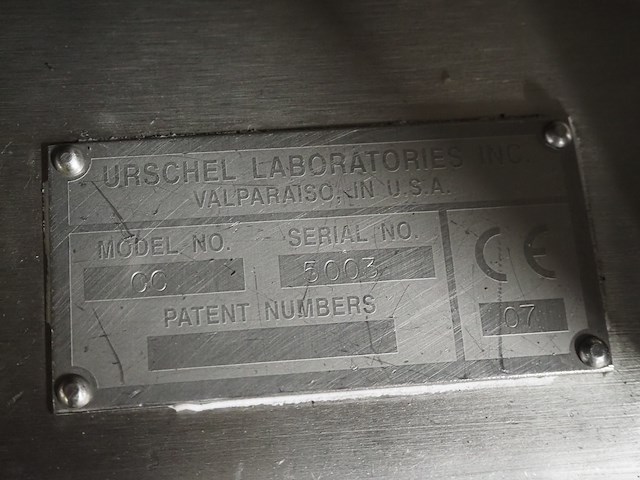 URSCHEL LABORATORIES INC.
VALPARAISO, IN U.S.A.
MODEL NO. SERIAL NO.
CC 5003
PATENT NUMBERS
CE
07